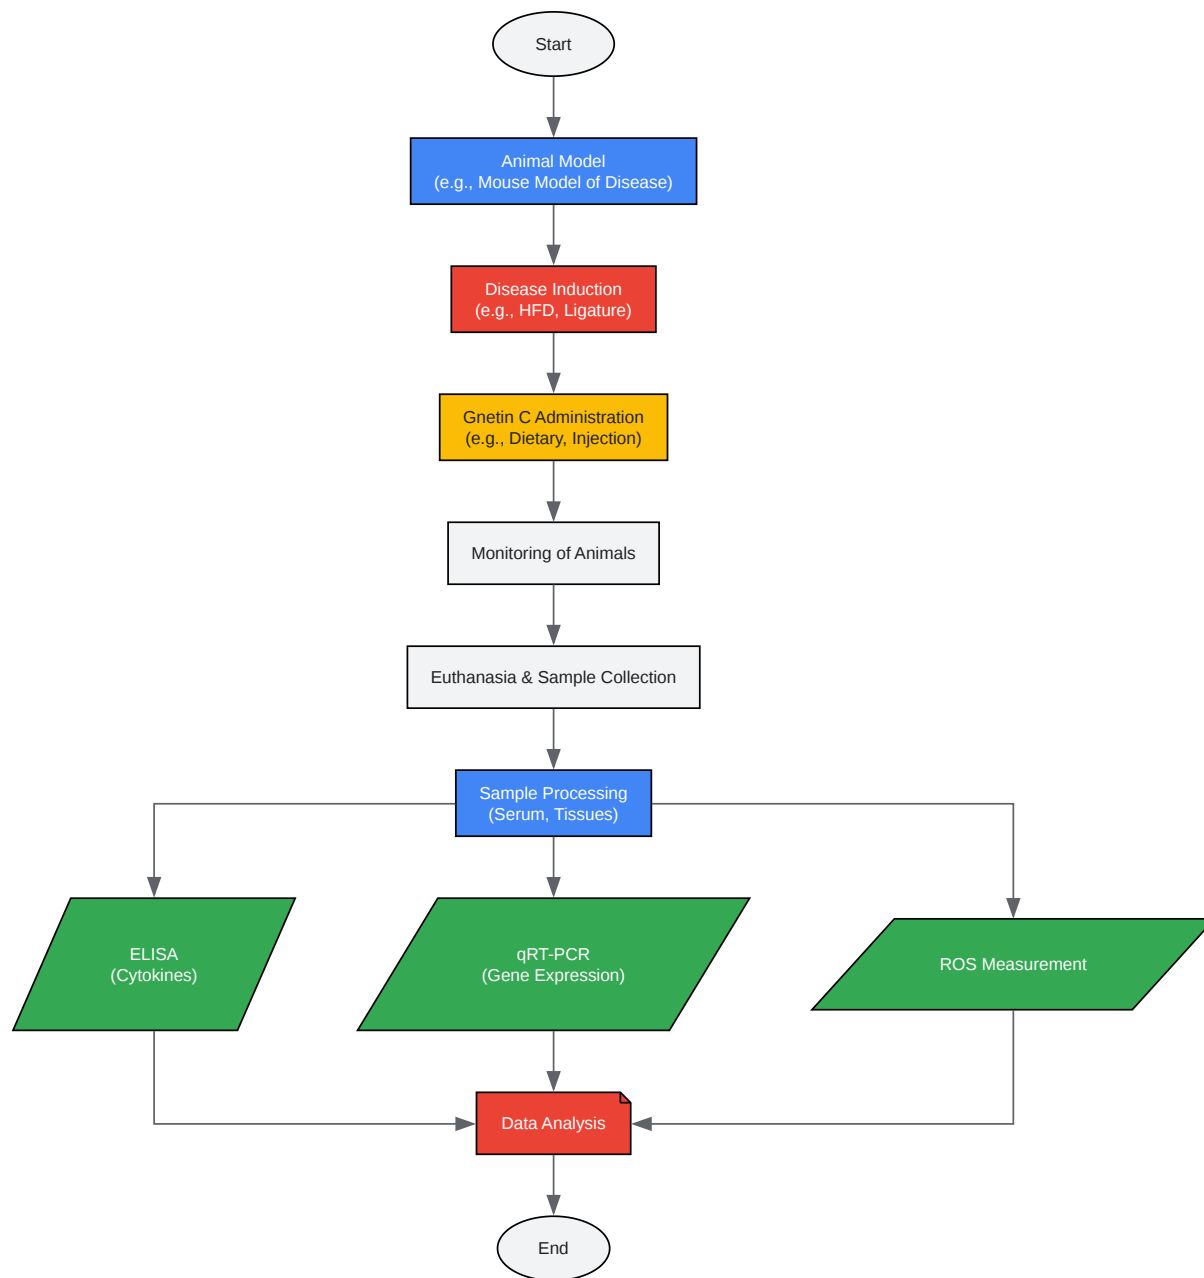 Start
Animal Model
(e.g., Mouse Model of Disease)
Disease Induction
(e.g., HFD, Ligature)
Gnetin C Administration
(e.g., Dietary, Injection)
Monitoring of Animals
Euthanasia & Sample Collection
Sample Processing
(Serum, Tissues)
ELISA
(Cytokines)
qRT-PCR
(Gene Expression)
ROS Measurement
Data Analysis
End